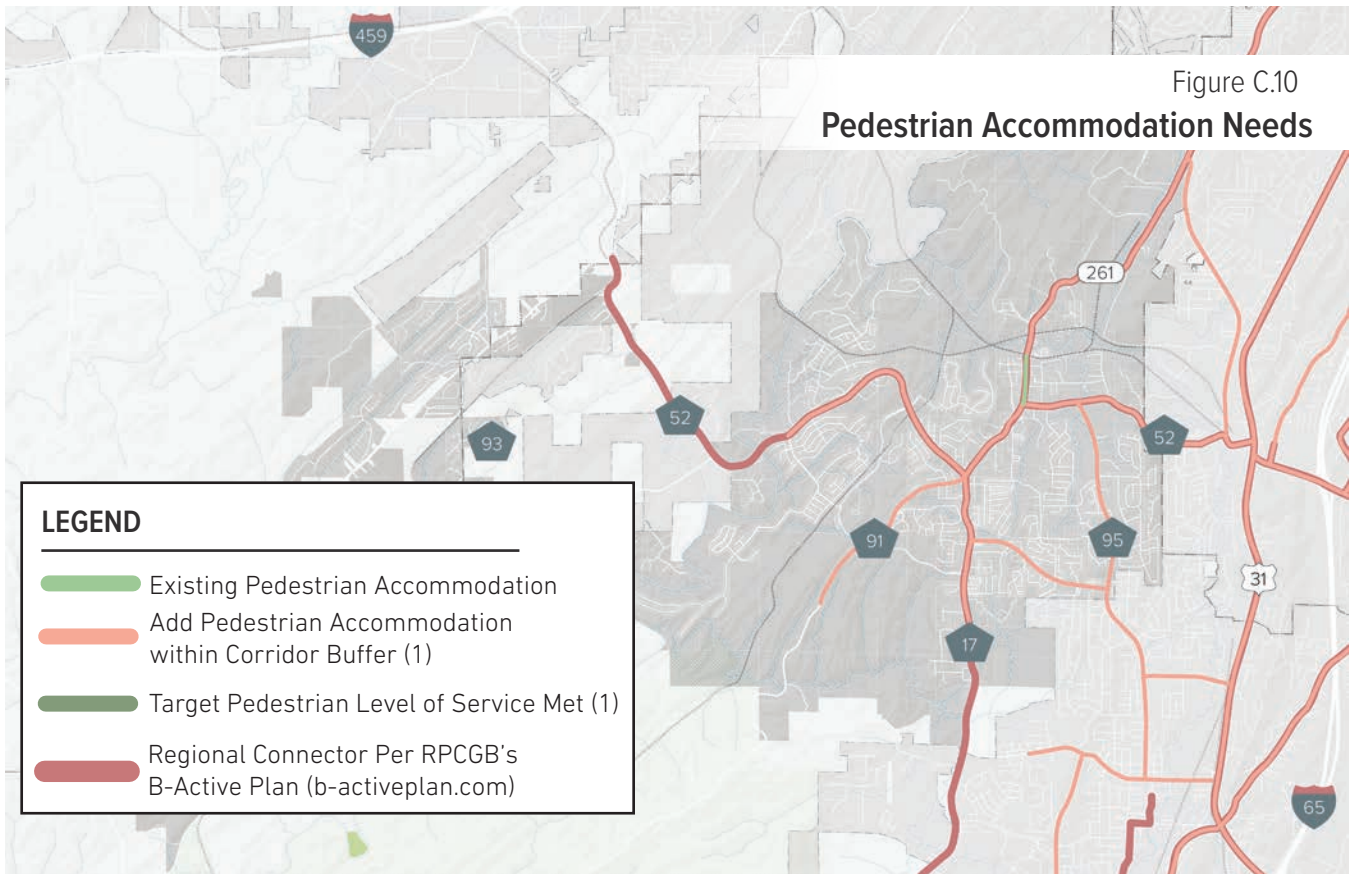 459
Figure C.10
Pedestrian Accommodation Needs
261
52
93
52
91
95
31
17
65
LEGEND
Existing Pedestrian Accommodation
Add Pedestrian Accommodation
within Corridor Buffer (1)
Target Pedestrian Level of Service Met (1)
Regional Connector Per RPCGB's
B-Active Plan (b-activeplan.com)